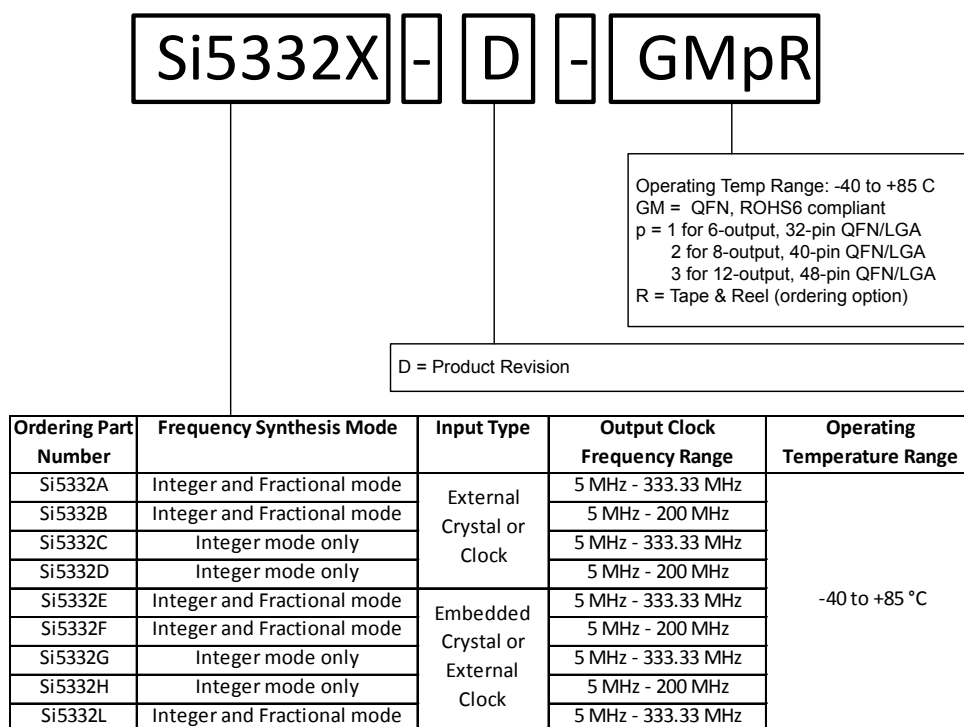 Si5332X - D - GMpR
Operating Temp Range: -40 to +85 C
GM = QFN, ROHS6 compliant
p = 1 for 6-output, 32-pin QFN/LGA
2 for 8-output, 40-pin QFN/LGA
3 for 12-output, 48-pin QFN/LGA
R = Tape & Reel (ordering option)
D = Product Revision
Ordering Part Number Frequency Synthesis Mode Input Type Output Clock Frequency Range Operating Temperature Range
Si5332A Integer and Fractional mode External Crystal or Clock 5 MHz - 333.33 MHz -40 to +85 °C
Si5332B Integer and Fractional mode 5 MHz - 200 MHz
Si5332C Integer mode only 5 MHz - 333.33 MHz
Si5332D Integer mode only 5 MHz - 200 MHz
Si5332E Integer and Fractional mode Embedded Crystal or External Clock 5 MHz - 333.33 MHz
Si5332F Integer and Fractional mode 5 MHz - 200 MHz
Si5332G Integer mode only 5 MHz - 333.33 MHz
Si5332H Integer mode only 5 MHz - 200 MHz
Si5332L Integer and Fractional mode 5 MHz - 333.33 MHz